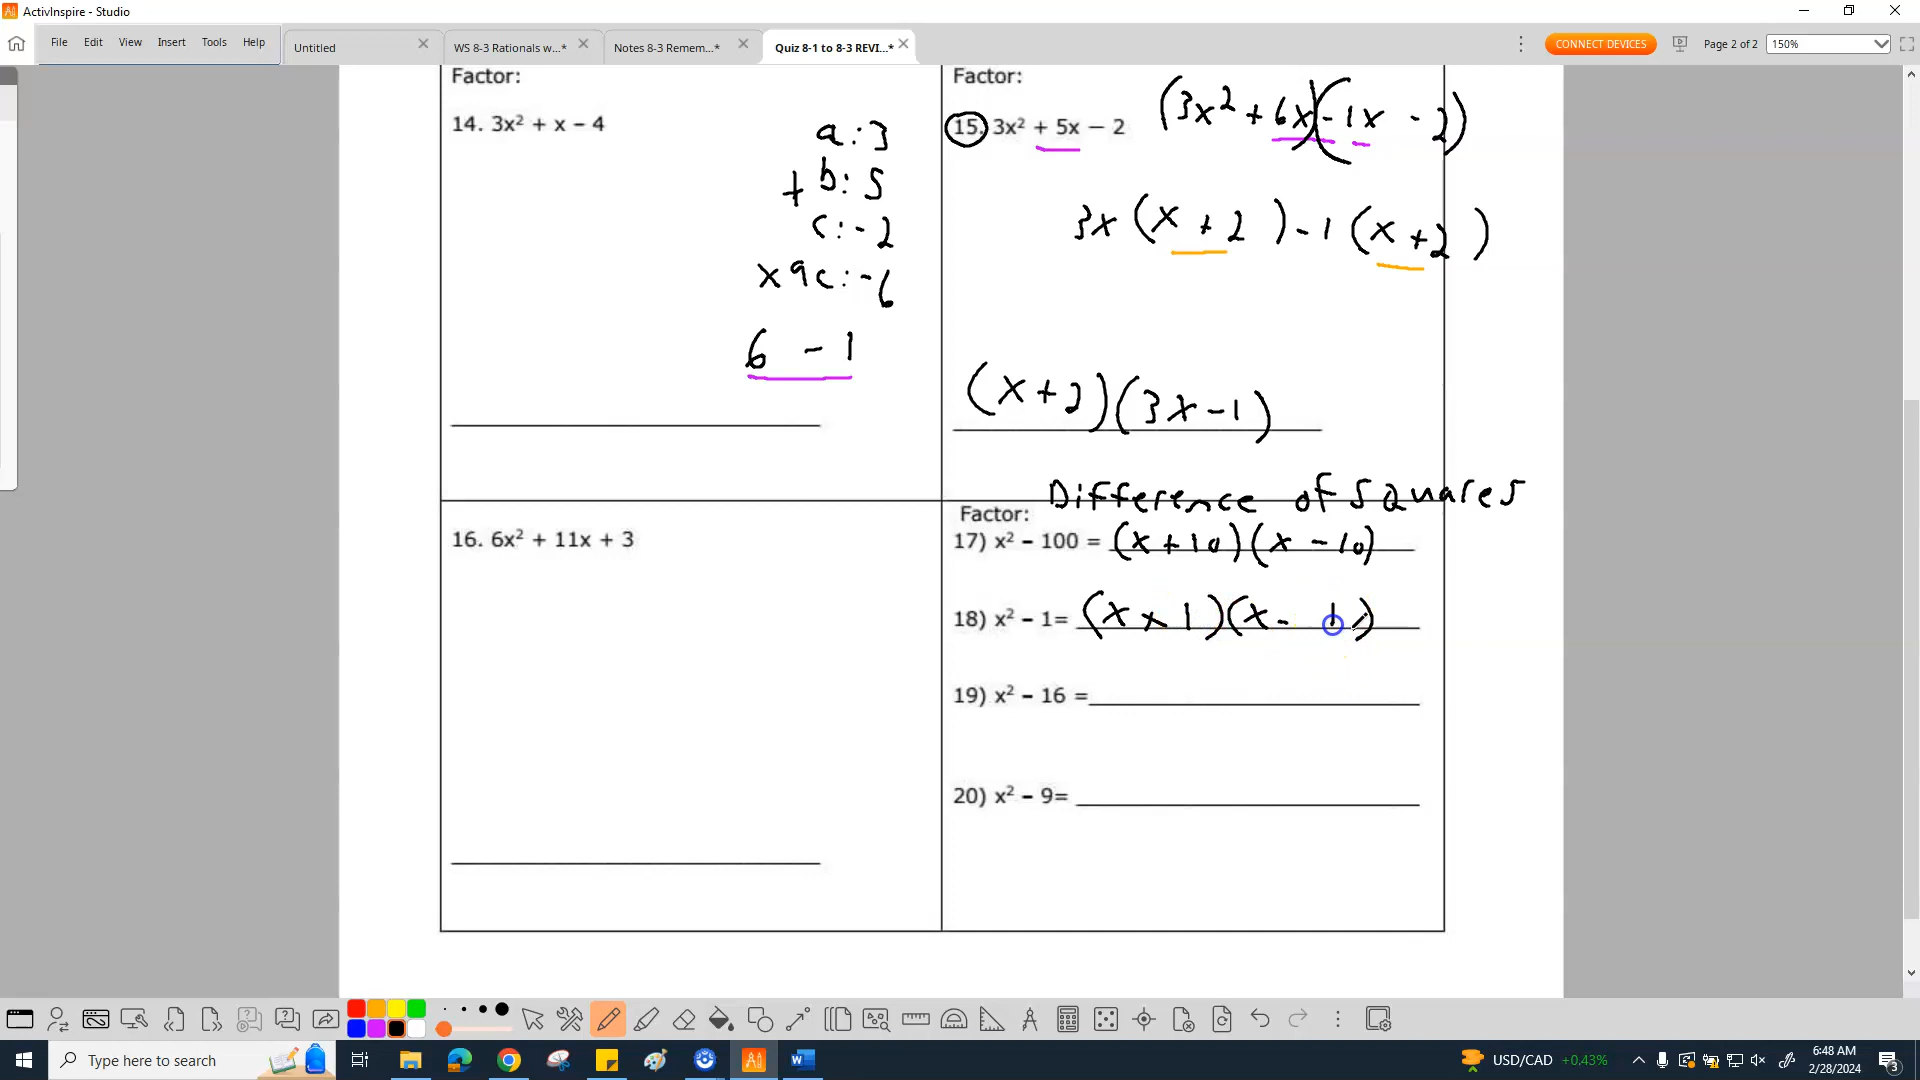 ActivInspire - Studio
File Edit View Insert Tools Help
Untitled
WS 8-3 Rationals w...*
Notes 8-3 Remem...*
Quiz 8-1 to 8-3 REVI...*
CONNECT DEVICES
Page 2 of 2
150%
Factor:
14. 3x² + x – 4
a: 3
+ b: 5
c: -2
x ac: -6
6 -1
Factor:
15. 3x² + 5x – 2
(3x² + 6x)(-1x - 2)
3x (x + 2) - 1 (x + 2)
(x+2)(3x-1)
16. 6x² + 11x + 3
Difference of Squares
Factor:
17) x² – 100 = (x + 10)(x - 10)
18) x² – 1= (x x 1)(x - 1)
19) x² – 16 =
20) x² – 9=
Type here to search
USD/CAD +0.43%
6:48 AM
2/28/2024
3